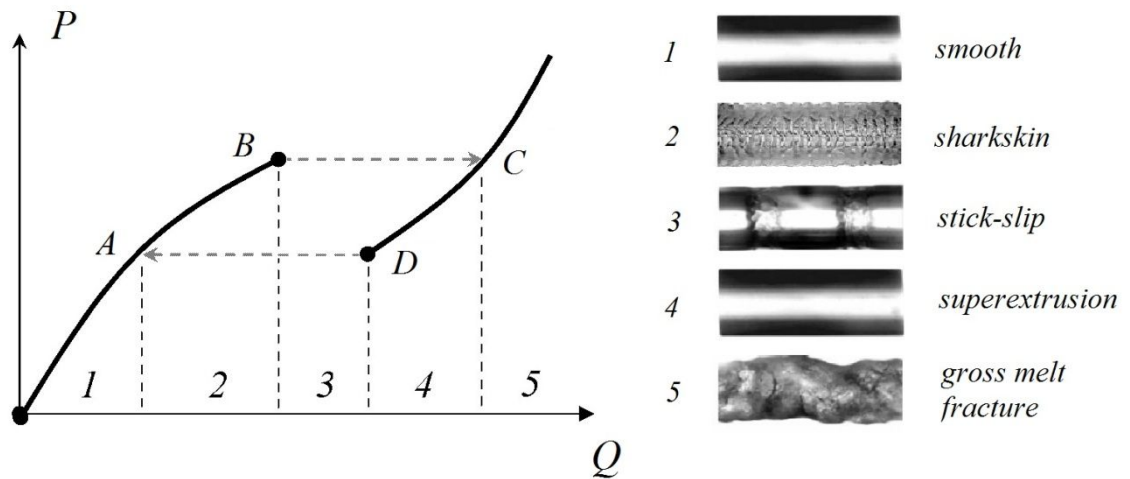 P
B
C
A
D
1 2 3 4 5
Q
1 smooth
2 sharkskin
3 stick-slip
4 superextrusion
5 gross melt
fracture